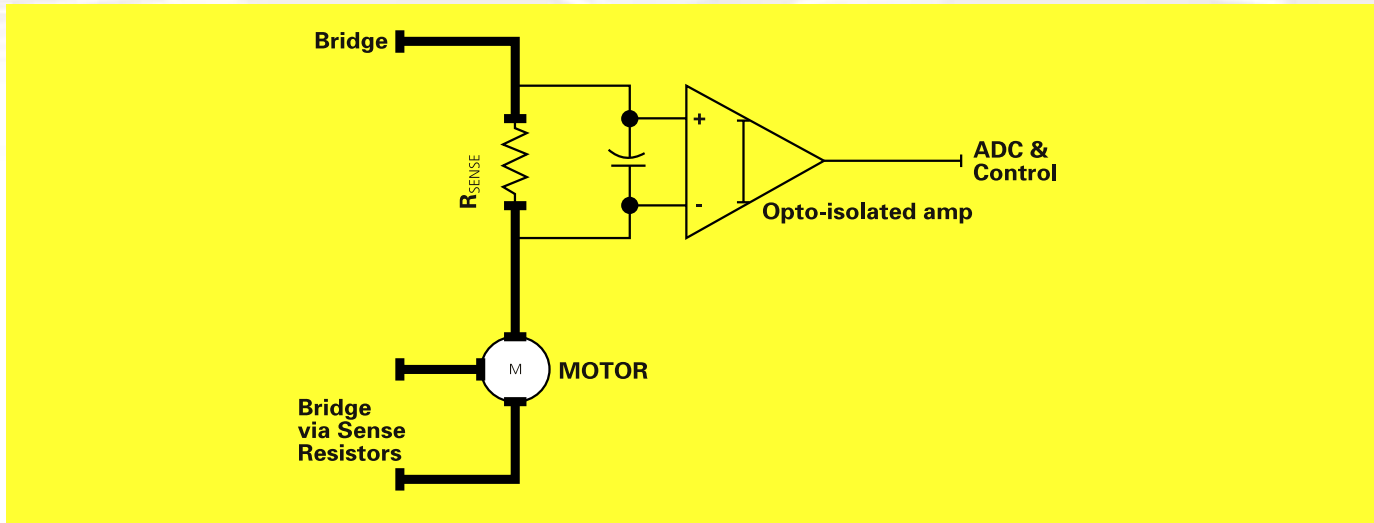 Bridge
RSENSE
+
-
ADC &
Control
Opto-isolated amp
M
MOTOR
Bridge
via Sense
Resistors